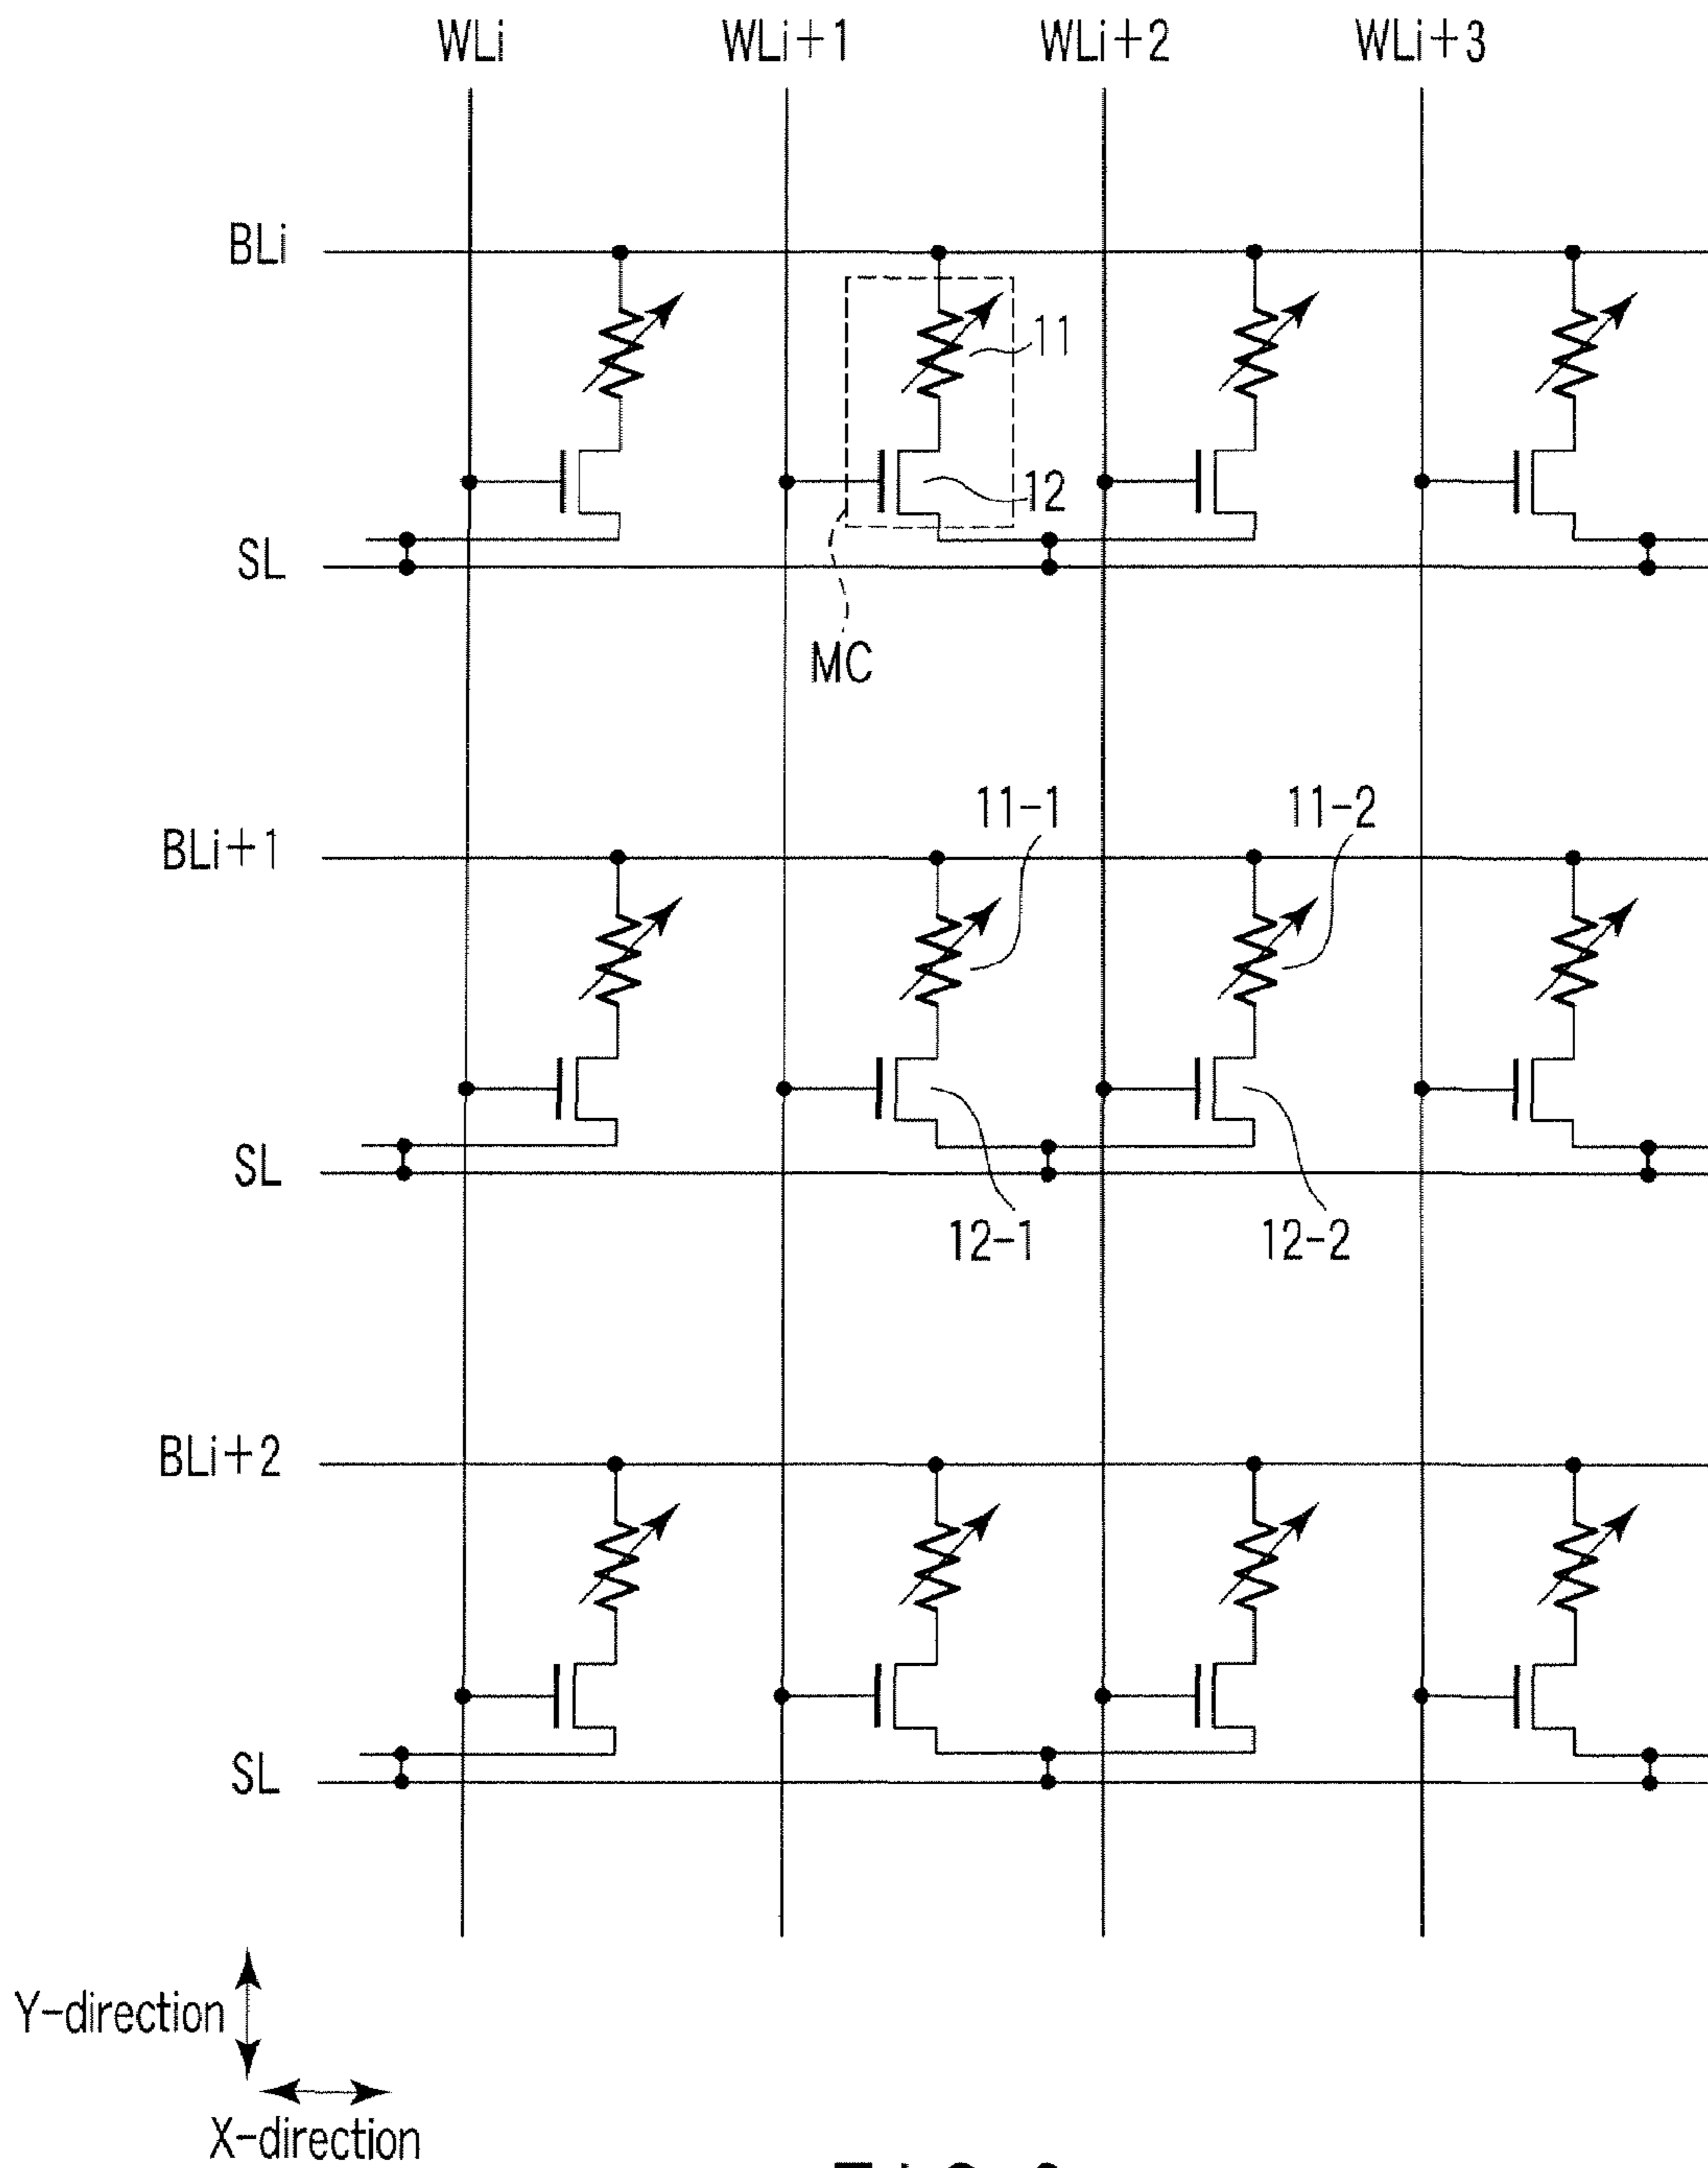 WLi WLi+1 WLi+2 WLi+3
BLi
11
12
SL
MC
11-1 11-2
BLi+1
SL
12-1 12-2
BLi+2
SL
Y-direction
X-direction